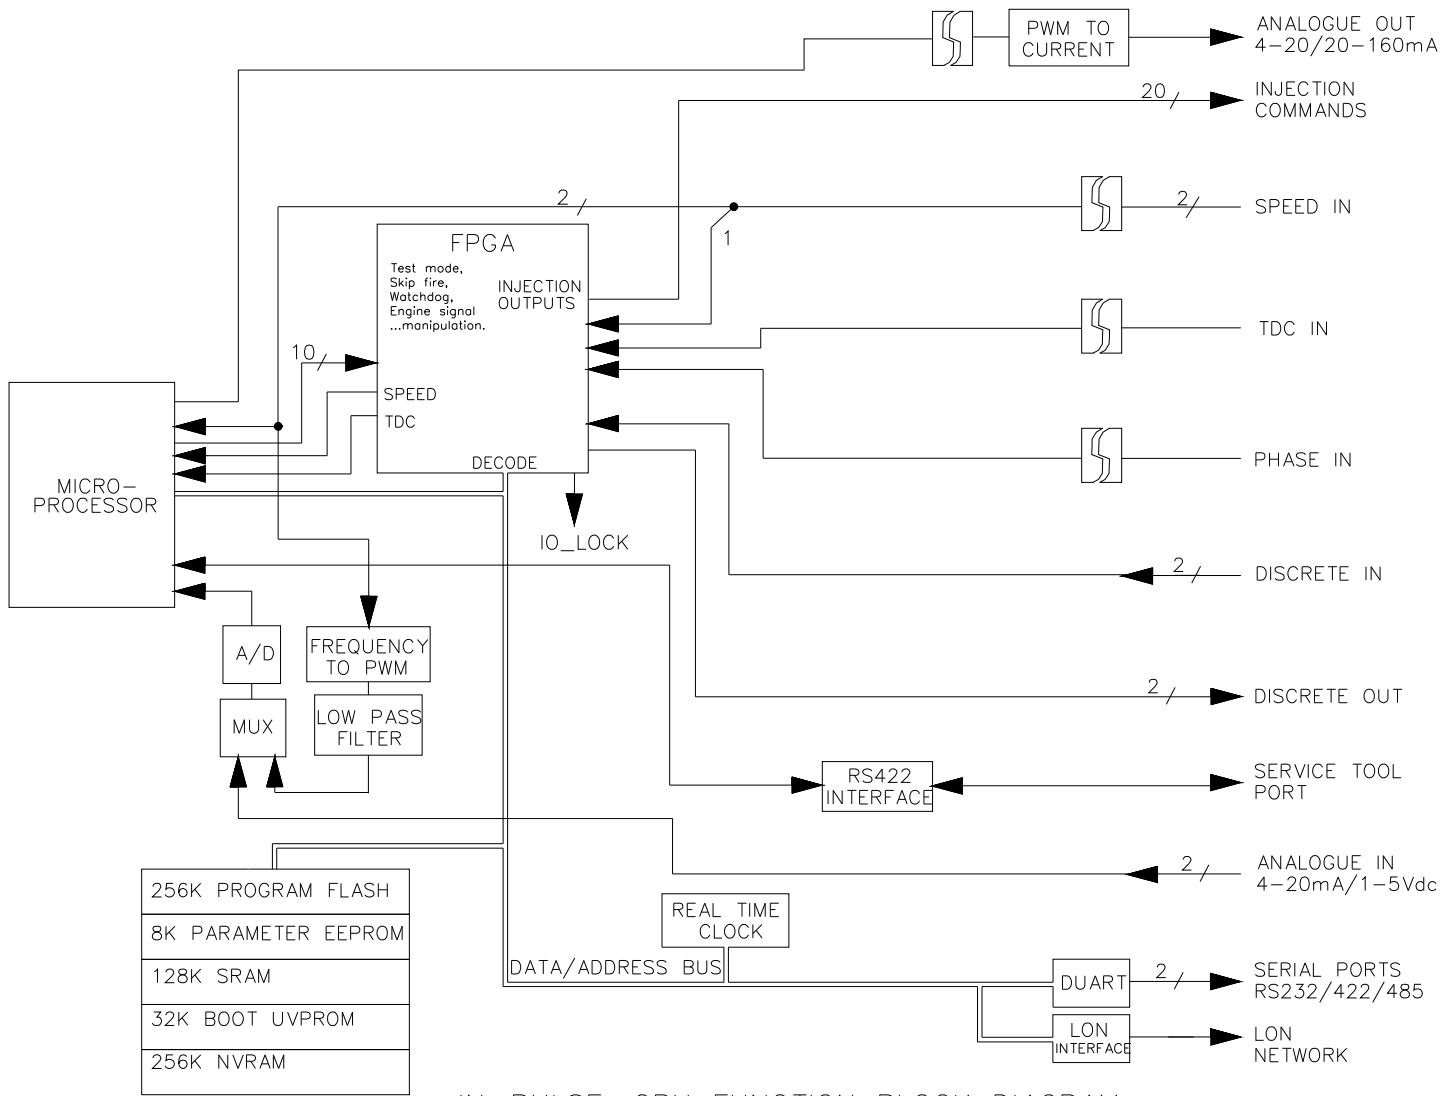 PWM TO
CURRENT
ANALOGUE OUT
4-20/20-160mA
20
INJECTION
COMMANDS
2
1
2
SPEED IN
FPGA
Test mode,
Skip fire,
Watchdog,
Engine signal
...manipulation.
INJECTION
OUTPUTS
TDC IN
10
SPEED
TDC
DECODE
PHASE IN
MICRO-
PROCESSOR
IO_LOCK
2
DISCRETE IN
A/D
FREQUENCY
TO PWM
2
DISCRETE OUT
MUX
LOW PASS
FILTER
RS422
INTERFACE
SERVICE TOOL
PORT
2
ANALOGUE IN
4-20mA/1-5Vdc
256K PROGRAM FLASH
8K PARAMETER EEPROM
128K SRAM
32K BOOT UVPROM
256K NVRAM
REAL TIME
CLOCK
DATA/ADDRESS BUS
DUART
2
SERIAL PORTS
RS232/422/485
LON
INTERFACE
LON
NETWORK
FUNCTION BLOCK DIAGRAM